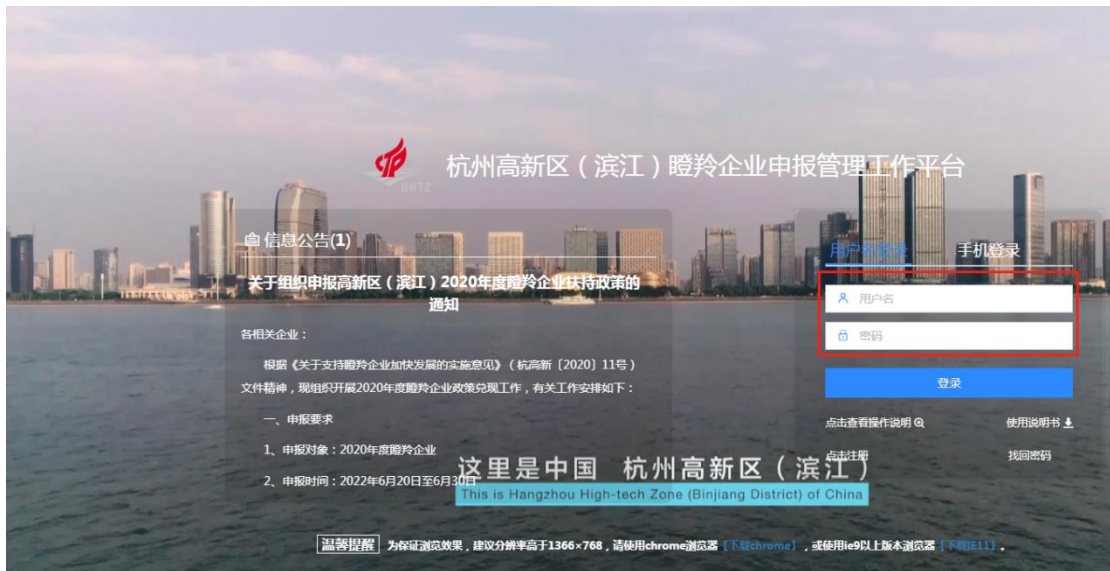 杭州高新区（滨江）瞪羚企业申报管理工作平台
BHTZ
信息公告(1)
用户名登录
手机登录
关于组织申报高新区（滨江）2020年度瞪羚企业扶持政策的
通知
用户名
密码
各相关企业：
根据《关于支持瞪羚企业加快发展的实施意见》（杭高新〔2020〕11号）
文件精神，现组织开展2020年度瞪羚企业政策兑现工作，有关工作安排如下：
登录
一、申报要求
点击查看操作说明
使用说明书
1、申报对象：2020年度瞪羚企业
点击注册
找回密码
2、申报时间：2022年6月20日至6月30日
这里是中国 杭州高新区（滨江）
This is Hangzhou High-tech Zone (Binjiang District) of China
温馨提醒 为保证浏览效果，建议分辨率高于1366×768，请使用chrome浏览器【下载chrome】，或使用ie9以上版本浏览器【下载IE11】。